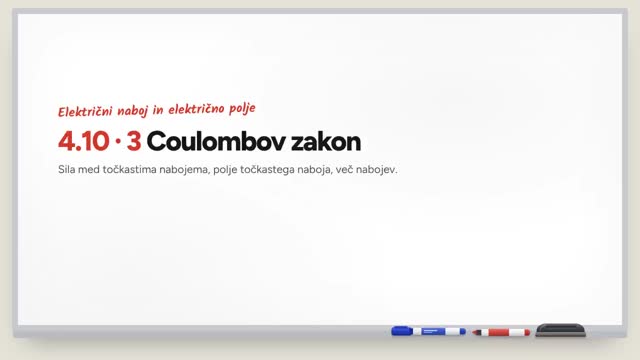 Električni naboj in električno polje
4.10 · 3 Coulombov zakon
Sila med točkastima nabojema, polje točkastega naboja, več nabojev.